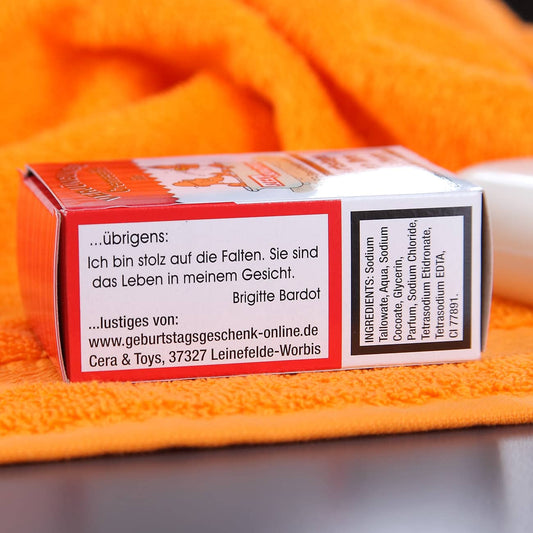 ...übrigens:
Ich bin stolz auf die Falten. Sie sind
das Leben in meinem Gesicht.
Brigitte Bardot
...lustiges von:
www.geburtstagsgeschenk-online.de
Cera & Toys, 37327 Leinefelde-Worbis
INGREDIENTS: Sodium
Tallowate, Aqua, Sodium
Cocoate, Glycerin,
Parfum, Sodium Chloride,
Tetrasodium Etidronate,
Tetrasodium EDTA,
CI 77891.